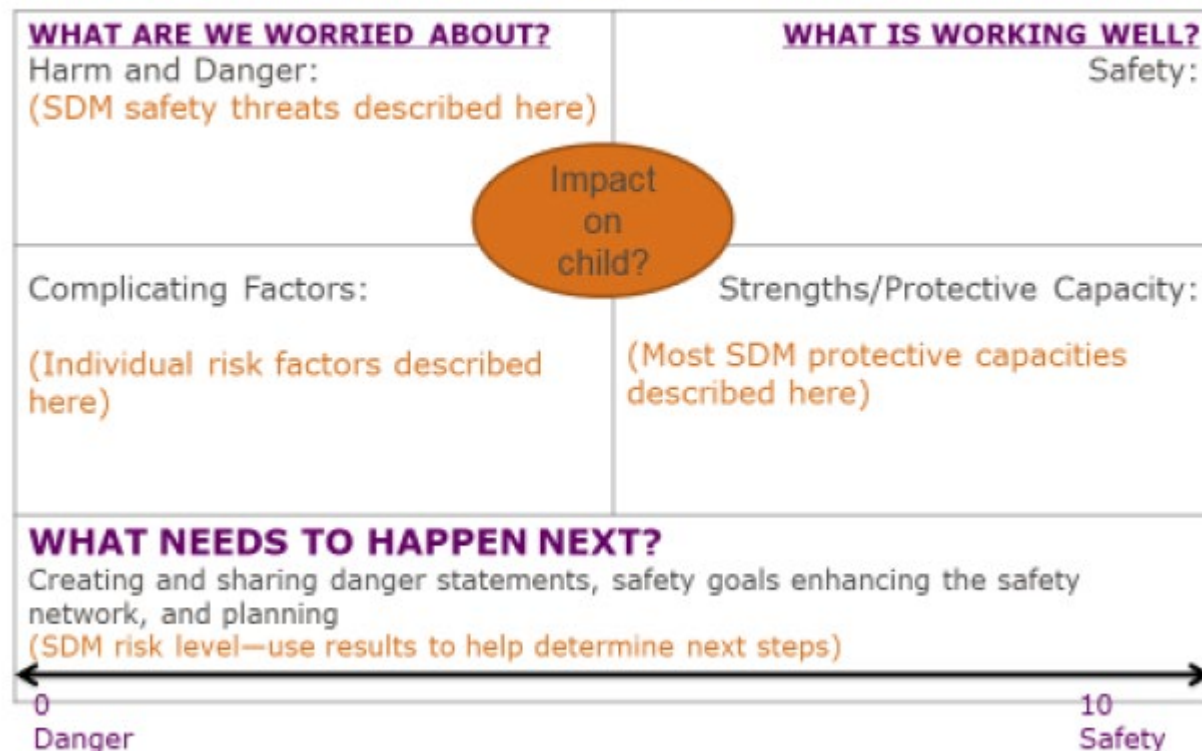 WHAT ARE WE WORRIED ABOUT?
Harm and Danger:
(SDM safety threats described here)
WHAT IS WORKING WELL?
Safety:
Impact
on
child?
Complicating Factors:
(Individual risk factors described
here)
Strengths/Protective Capacity:
(Most SDM protective capacities
described here)
WHAT NEEDS TO HAPPEN NEXT?
Creating and sharing danger statements, safety goals enhancing the safety
network, and planning
(SDM risk level—use results to help determine next steps)
0
Danger
10
Safety